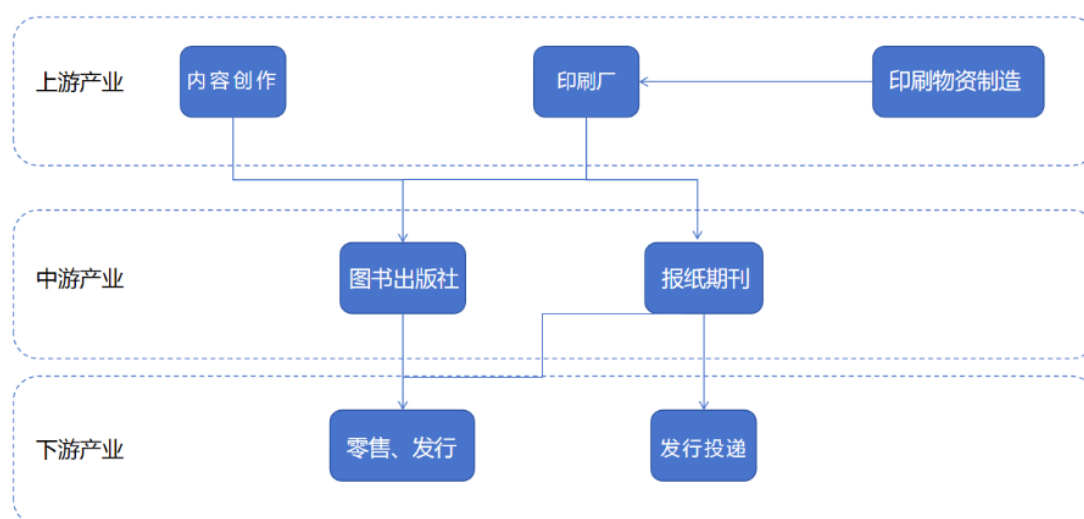 上游产业
内容创作
印刷厂
印刷物资制造
中游产业
图书出版社
报纸期刊
下游产业
零售、发行
发行投递